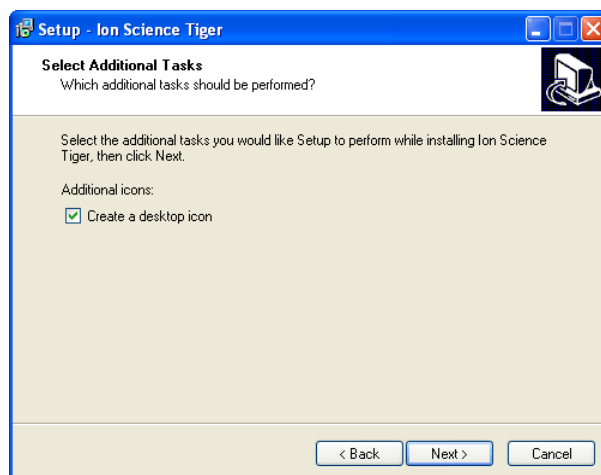 Setup - Ion Science Tiger
Select Additional Tasks
Which additional tasks should be performed?
Select the additional tasks you would like Setup to perform while installing Ion Science
Tiger, then click Next.
Additional icons:
Create a desktop icon
< Back
Next >
Cancel